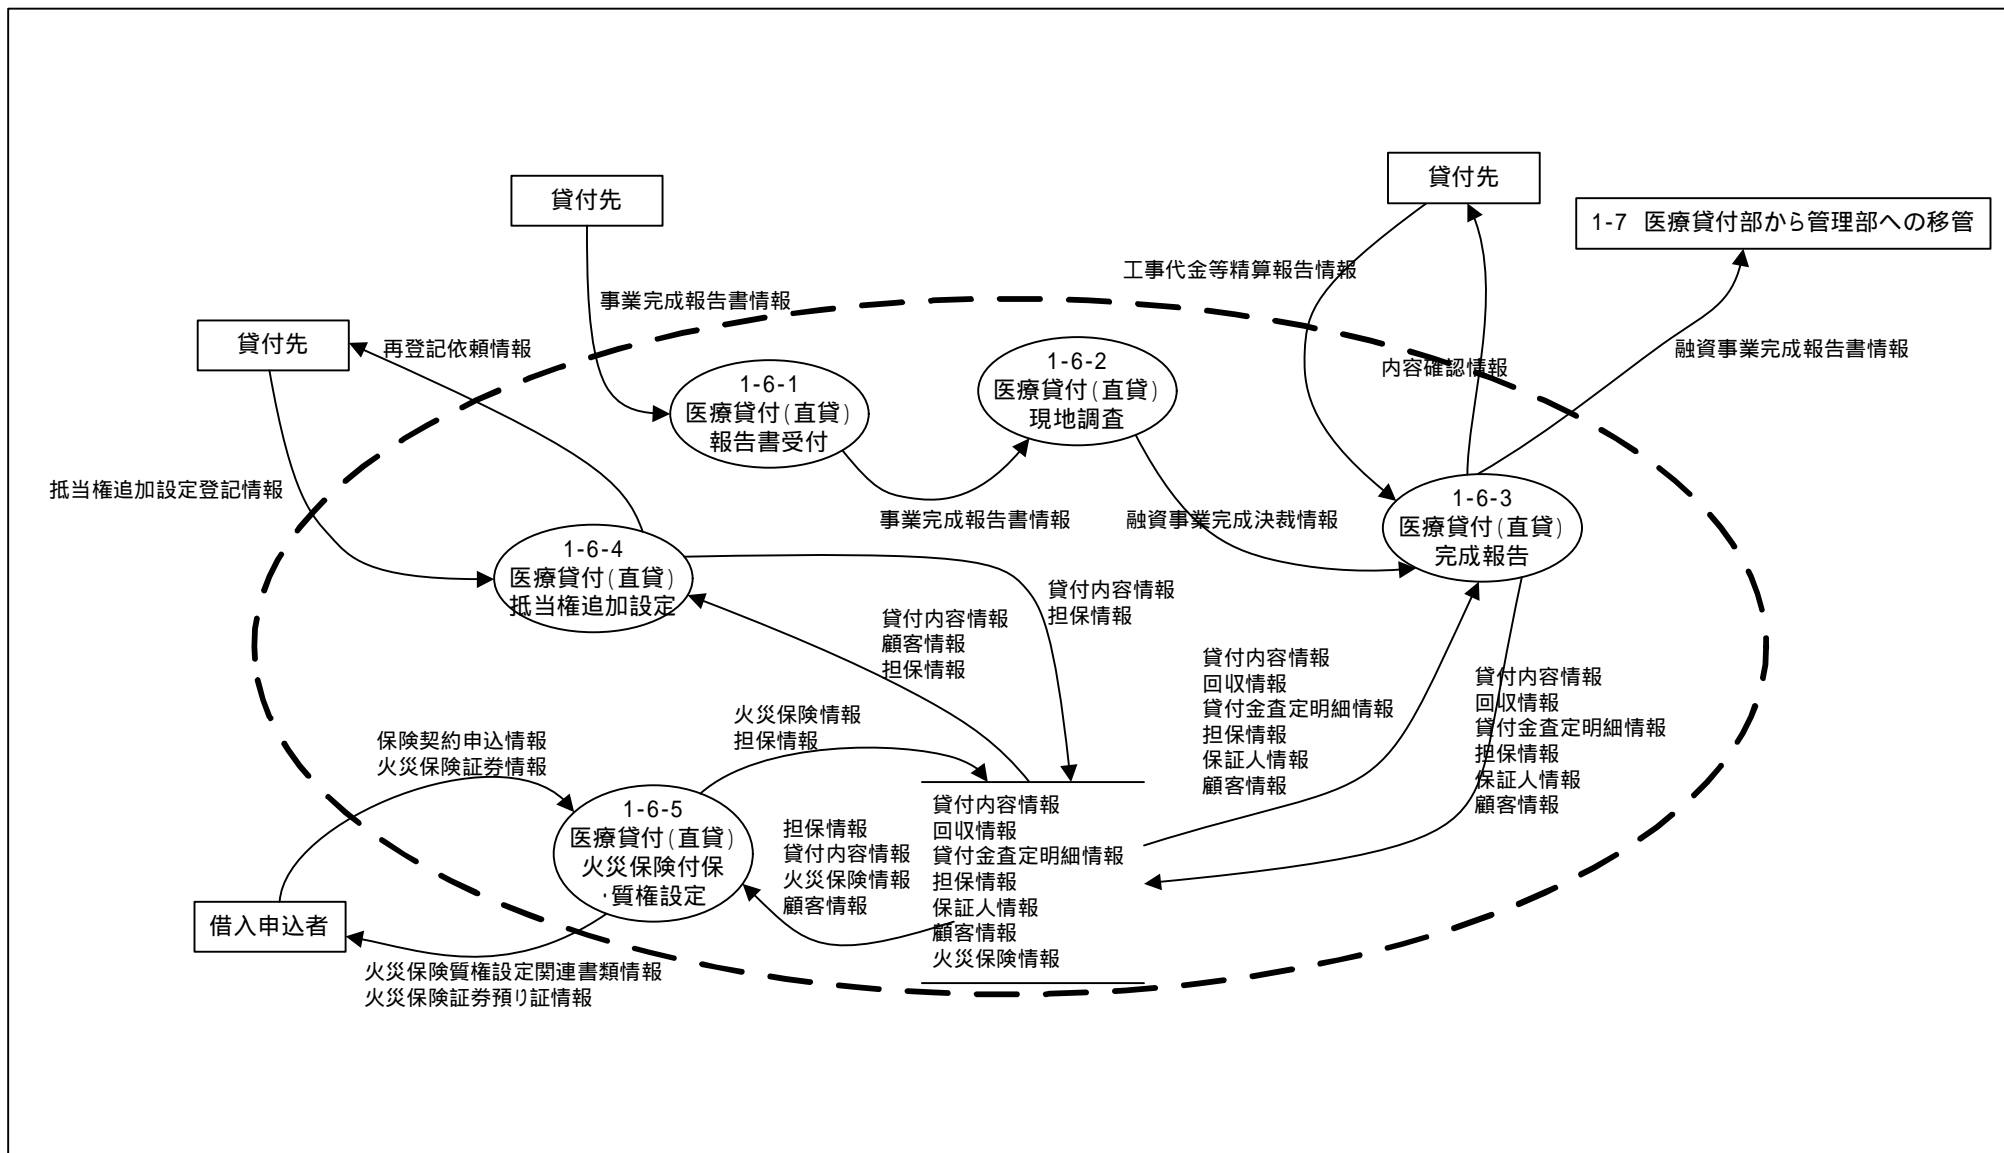 貸付先
貸付先
1-7 医療貸付部から管理部への移管
工事代金等精算報告情報
事業完成報告書情報
貸付先
再登記依頼情報
内容確認情報
融資事業完成報告書情報
1-6-1
医療貸付(直貸)
報告書受付
1-6-2
医療貸付(直貸)
現地調査
抵当権追加設定登記情報
事業完成報告書情報
融資事業完成決裁情報
1-6-3
医療貸付(直貸)
完成報告
1-6-4
医療貸付(直貸)
抵当権追加設定
貸付内容情報
担保情報
貸付内容情報
顧客情報
担保情報
貸付内容情報
回収情報
貸付金査定明細情報
担保情報
保証人情報
顧客情報
貸付内容情報
回収情報
貸付金査定明細情報
担保情報
保証人情報
顧客情報
火災保険情報
担保情報
保険契約申込情報
火災保険証券情報
1-6-5
医療貸付(直貸)
火災保険付保
・質権設定
担保情報
貸付内容情報
火災保険情報
顧客情報
貸付内容情報
回収情報
貸付金査定明細情報
担保情報
保証人情報
顧客情報
火災保険情報
借入申込者
火災保険質権設定関連書類情報
火災保険証券預り証情報